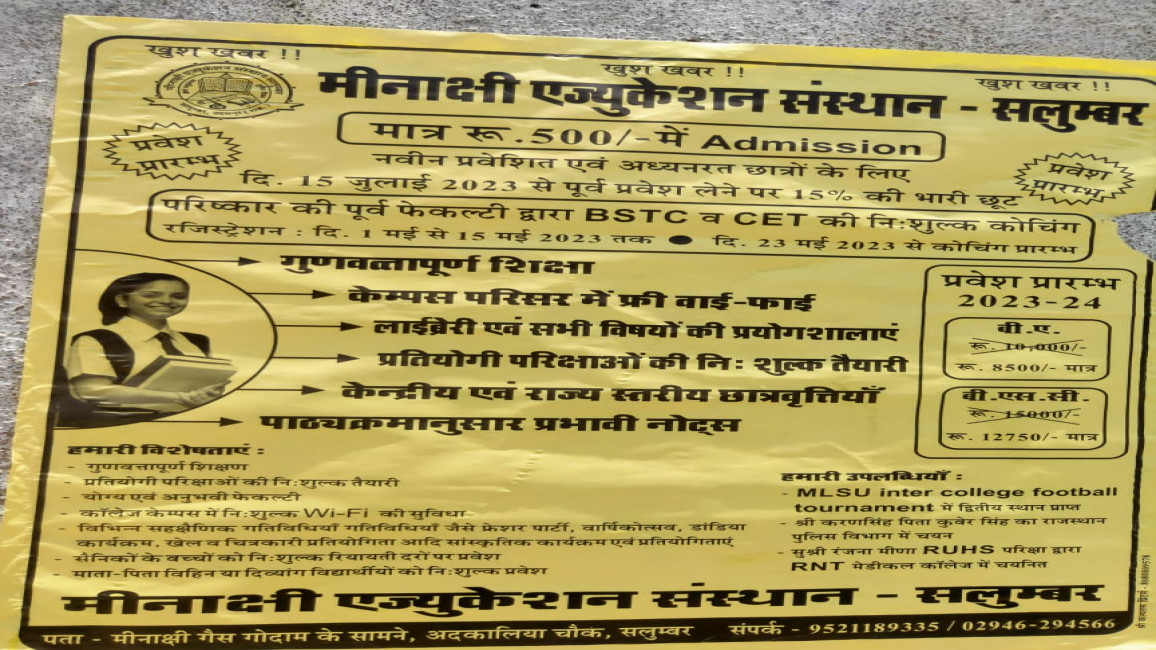 खुश खबर !!
खुश खबर !!
खुश खबर !!
मीनाक्षी एज्युकेशन संस्थान - सलुम्बर
प्रवेश प्रारम्भ
मात्र रू.500/-में Admission
नवीन प्रवेशित एवं अध्यनरत छात्रों के लिए
दि. 15 जुलाई 2023 से पूर्व प्रवेश लेने पर 15% की भारी छूट
प्रवेश प्रारम्भ
परिष्कार की पूर्व फेकल्टी द्वारा BSTC व CET की नि:शुल्क कोचिंग
रजिस्ट्रेशन : दि. 1 मई से 15 मई 2023 तक ● दि. 23 मई 2023 से कोचिंग प्रारम्भ
गुणवत्तापूर्ण शिक्षा
केम्पस परिसर में फ्री वाई-फाई
लाईब्रेरी एवं सभी विषयों की प्रयोगशालाएं
प्रतियोगी परिक्षाओं की नि: शुल्क तैयारी
केन्द्रीय एवं राज्य स्तरीय छात्रवृत्तियाँ
पाठ्यक्रमानुसार प्रभावी नोट्स
प्रवेश प्रारम्भ
2023-24
बी.ए.
रू. 10,000/-
रू. 8500/- मात्र
बी.एस.सी.
रू. 15000/-
रू. 12750/- मात्र
हमारी विशेषताएं :
- गुणवत्तापूर्ण शिक्षण
- प्रतियोगी परिक्षाओं की नि:शुल्क तैयारी
- योग्य एवं अनुभवी फेकल्टी
- कॉलेज केम्पस में नि:शुल्क Wi-Fi की सुविधा
- विभिन्न सहक्षैणिक गतिविधियाँ गतिविधियाँ जैसे फ्रेशर पार्टी, वार्षिकोत्सव, डांडिया
कार्यक्रम, खेल व चित्रकारी प्रतियोगिता आदि सांस्कृतिक कार्यक्रम एवं प्रतियोगिताएं
- सैनिकों के बच्चों को नि:शुल्क रियायती दरों पर प्रवेश
- माता-पिता विहिन या दिव्यांग विद्यार्थीयों को नि:शुल्क प्रवेश
हमारी उपलब्धियाँ :
- MLSU inter college football
tournament में द्वितीय स्थान प्राप्त
- श्री करणसिंह पिता कुबेर सिंह का राजस्थान
पुलिस विभाग में चयन
- सुश्री रंजना मीणा RUHS परिक्षा द्वारा
RNT मेडीकल कॉलेज में चयनित
मीनाक्षी एज्युकेशन संस्थान - सलुम्बर
पता - मीनाक्षी गैस गोदाम के सामने, अदकालिया चौक, सलुम्बर संपर्क - 9521189335 / 02946-294566